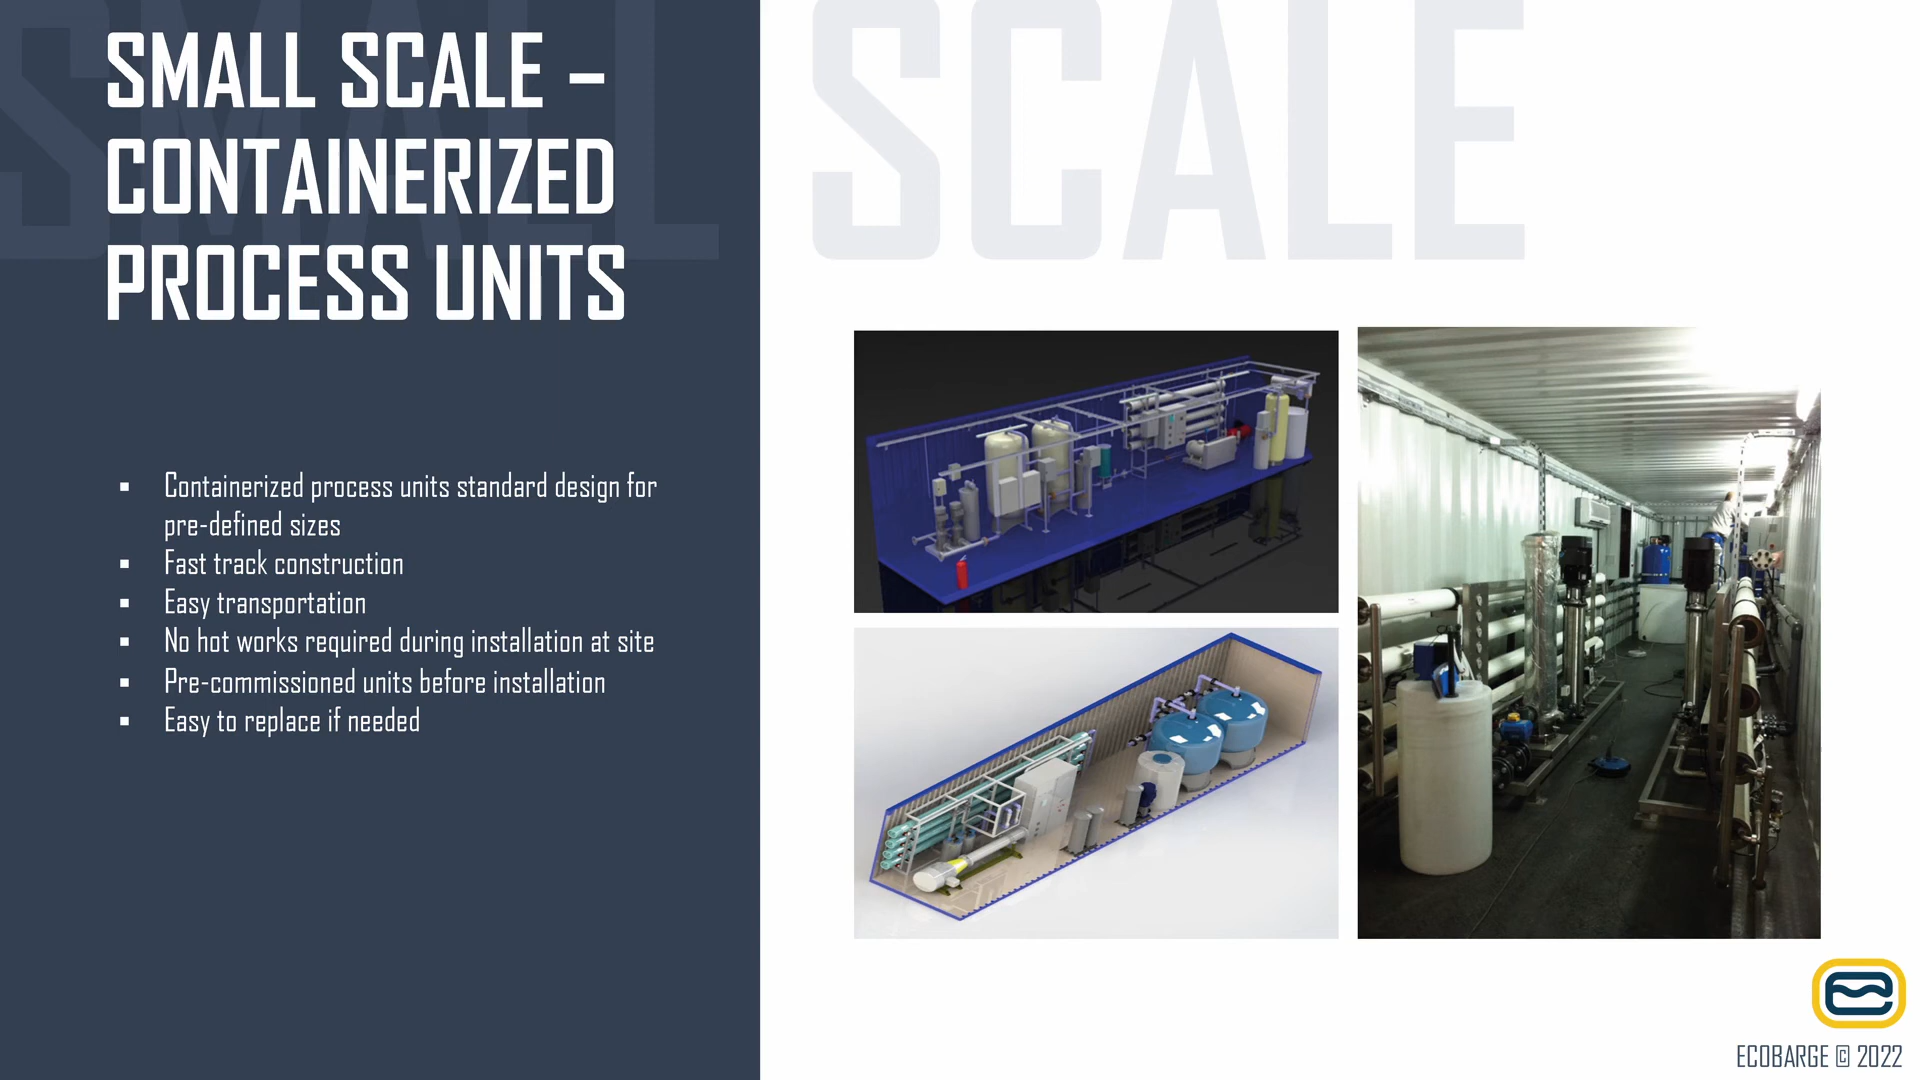 SMALL SCALE
SMALL SCALE –
CONTAINERIZED
PROCESS UNITS
▪ Containerized process units standard design for
pre-defined sizes
▪ Fast track construction
▪ Easy transportation
▪ No hot works required during installation at site
▪ Pre-commissioned units before installation
▪ Easy to replace if needed
ECOBARGE © 2022